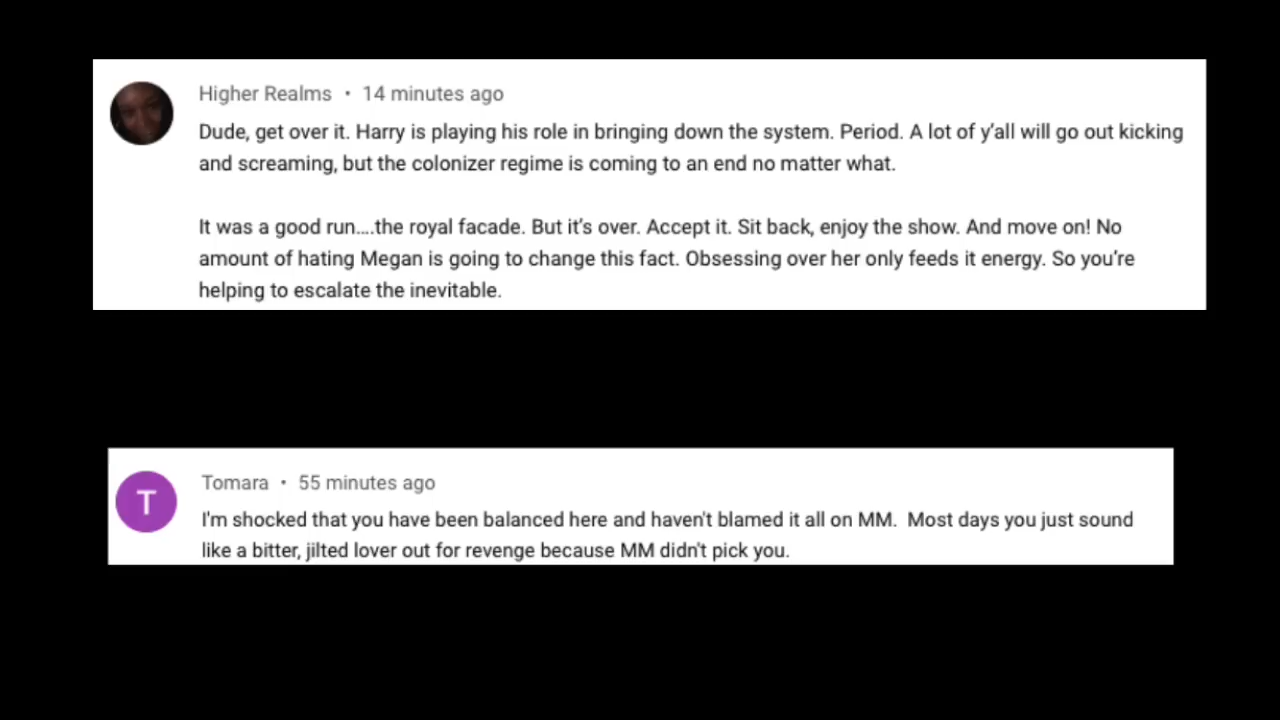 Higher Realms • 14 minutes ago
Dude, get over it. Harry is playing his role in bringing down the system. Period. A lot of y'all will go out kicking
and screaming, but the colonizer regime is coming to an end no matter what.
It was a good run....the royal facade. But it's over. Accept it. Sit back, enjoy the show. And move on! No
amount of hating Megan is going to change this fact. Obsessing over her only feeds it energy. So you're
helping to escalate the inevitable.
T
Tomara • 55 minutes ago
I'm shocked that you have been balanced here and haven't blamed it all on MM.  Most days you just sound
like a bitter, jilted lover out for revenge because MM didn't pick you.